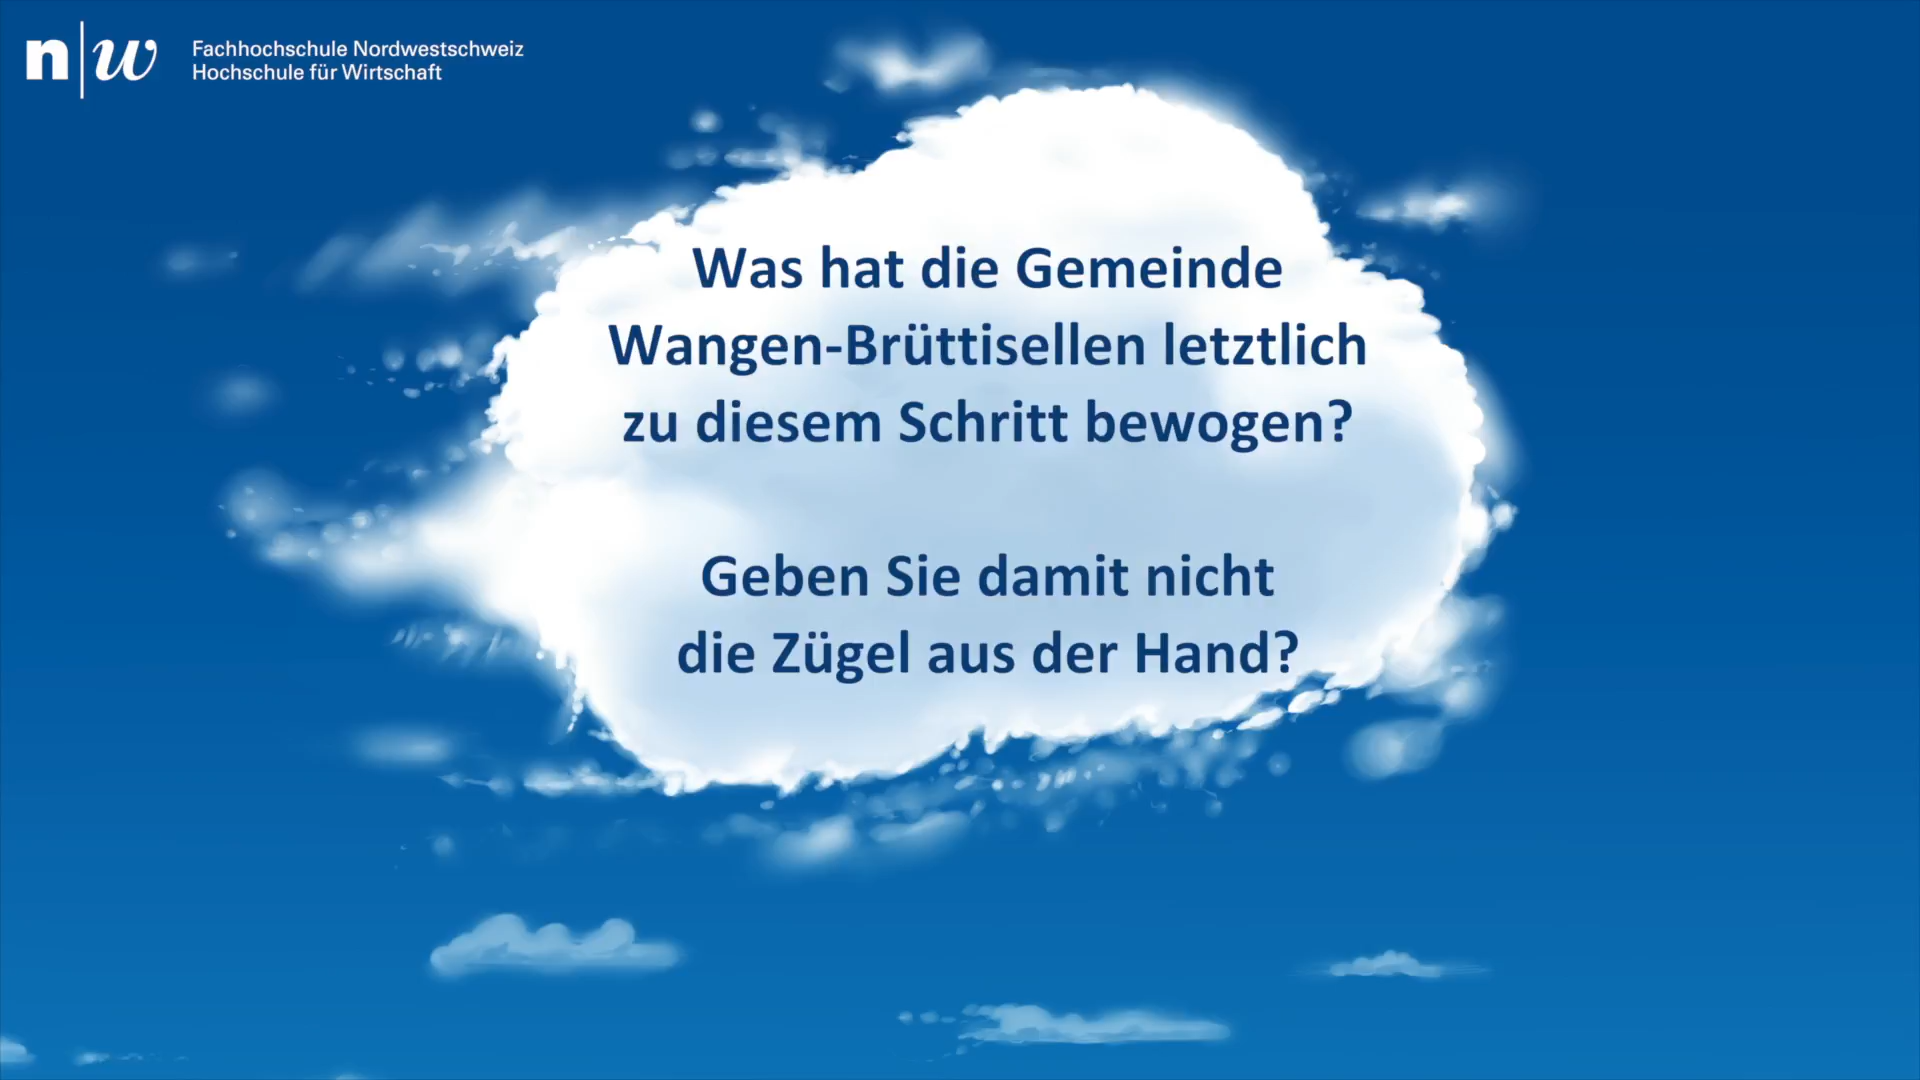 n|w
Fachhochschule Nordwestschweiz
Hochschule für Wirtschaft
Was hat die Gemeinde
Wangen-Brüttisellen letztlich
zu diesem Schritt bewogen?
Geben Sie damit nicht
die Zügel aus der Hand?